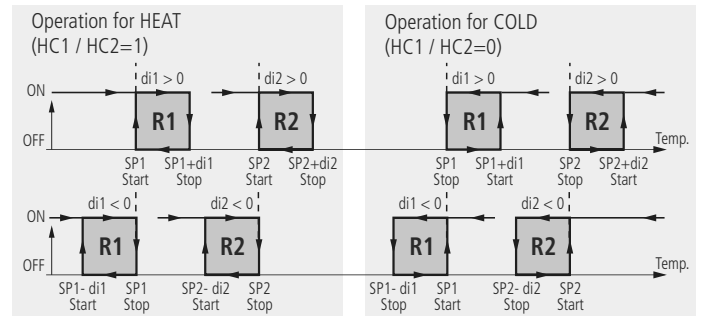 Operation for HEAT
(HC1 / HC2=1)
Operation for COLD
(HC1 / HC2=0)
di1 > 0 di2 > 0 di1 > 0 di2 > 0
ON
R1 R2 R1 R2
OFF Temp.
SP1 SP1+di1 SP2 SP2+di2 SP1 SP1+di1 SP2 SP2+di2
Start Stop Start Stop Stop Start Stop Start
di1 < 0 di2 < 0 di1 < 0 di2 < 0
ON
R1 R2 R1 R2
OFF Temp.
SP1- di1 SP1 SP2- di2 SP2 SP1- di1 SP1 SP2- di2 SP2
Start Stop Start Stop Stop Start Stop Start